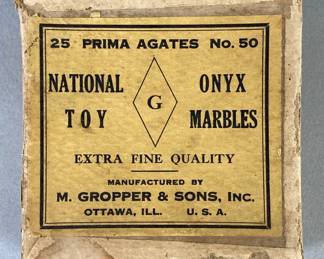 25 PRIMA AGATES No. 50
NATIONAL ONYX
G
TOY MARBLES
EXTRA FINE QUALITY
MANUFACTURED BY
M. GROPPER & SONS, INC.
OTTAWA, ILL. U. S. A.